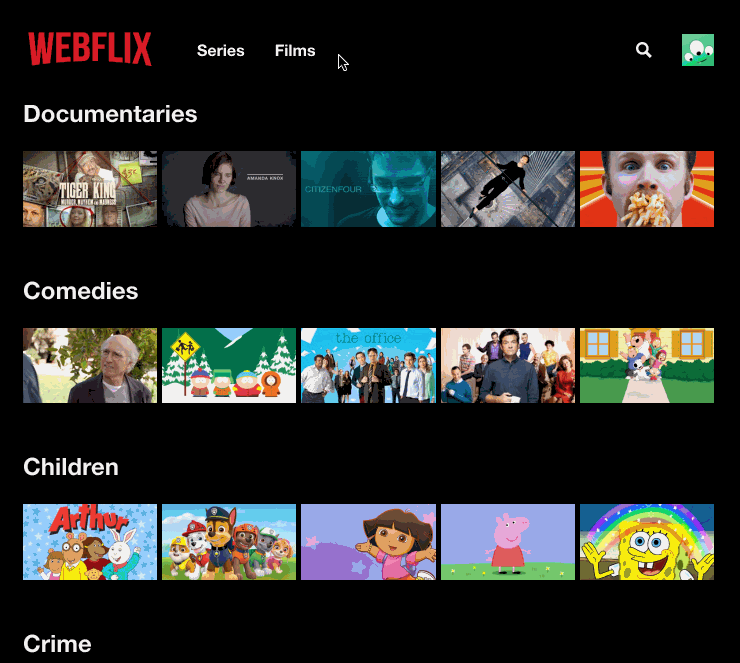 WEBFLIX
Series
Films
Documentaries
TIGER KING
MURDER, MAYHEM AND MADNESS
AMANDA KNOX
CITIZENFOUR
Comedies
the office
Children
Arthur
Crime